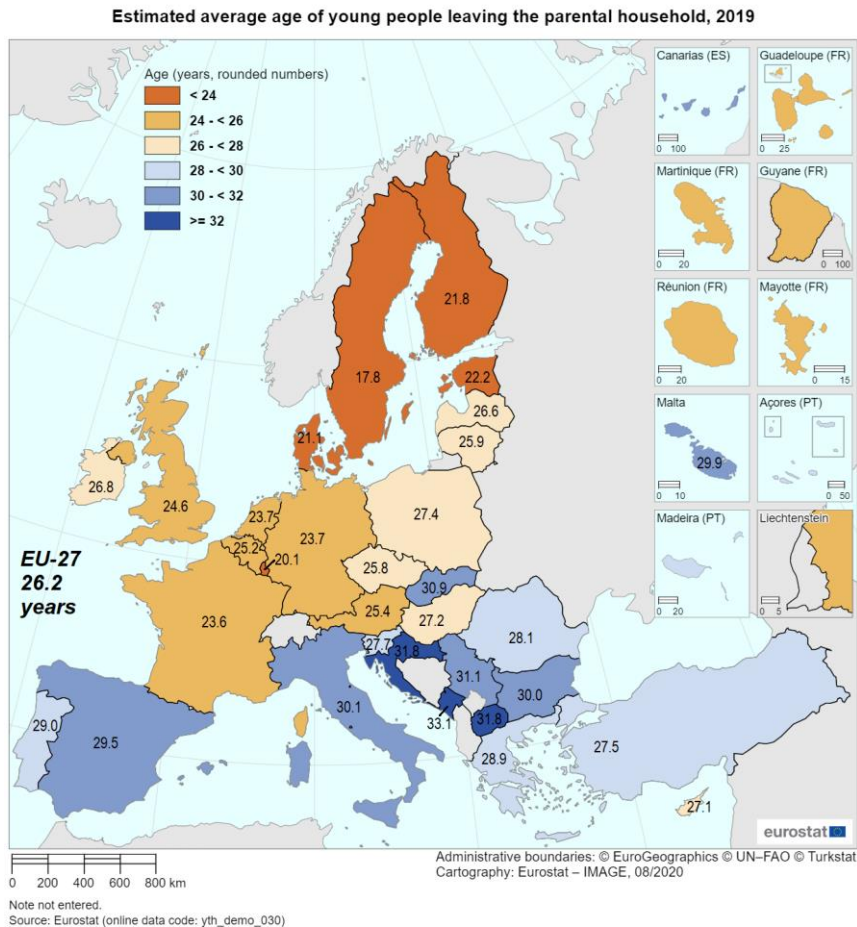 Estimated average age of young people leaving the parental household, 2019
Age (years, rounded numbers)
< 24
24 - < 26
26 - < 28
28 - < 30
30 - < 32
>= 32
Canarias (ES)
0 100
Guadeloupe (FR)
0 25
Martinique (FR)
0 20
Guyane (FR)
0 100
Réunion (FR)
0 20
Mayotte (FR)
0 15
Malta
29.9
0 10
Açores (PT)
0 50
Madeira (PT)
0 20
Liechtenstein
0 5
21.8
17.8
22.2
26.6
25.9
21.1
26.8
24.6
23.7
23.7
27.4
25.2
20.1
25.8
30.9
EU-27
26.2
years
23.6
25.4
27.2
28.1
27.7
31.8
31.1
30.0
30.1
33.1
31.8
29.0
29.5
28.9
27.5
27.1
eurostat
0 200 400 600 800 km
Administrative boundaries: © EuroGeographics © UN–FAO © Turkstat
Cartography: Eurostat – IMAGE, 08/2020
Note not entered.
Source: Eurostat (online data code: yth_demo_030)